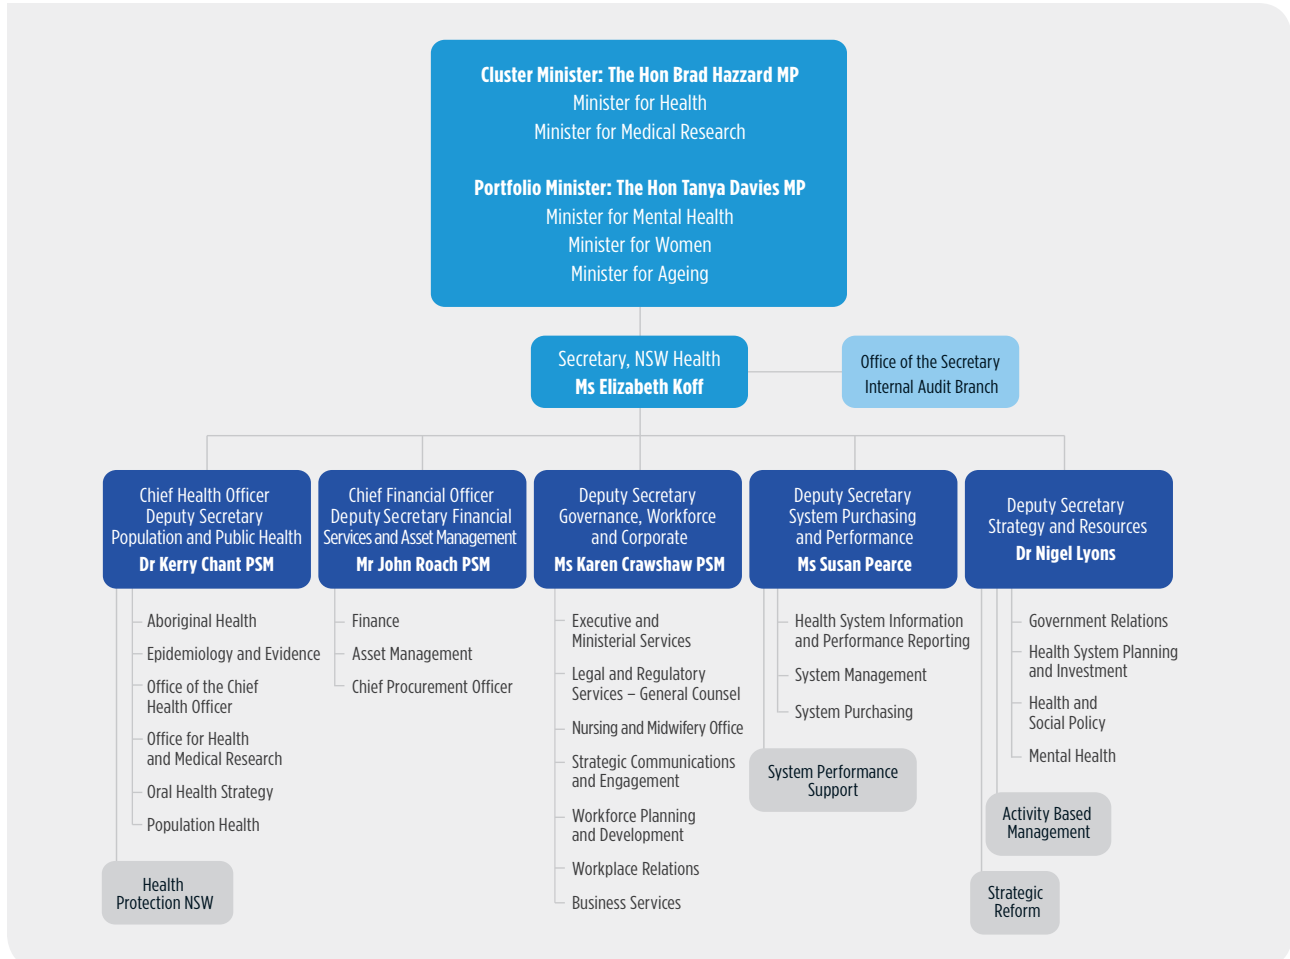 Cluster Minister: The Hon Brad Hazzard MP
Minister for Health
Minister for Medical Research
Portfolio Minister: The Hon Tanya Davies MP
Minister for Mental Health
Minister for Women
Minister for Ageing
Secretary, NSW Health
Ms Elizabeth Koff
Office of the Secretary
Internal Audit Branch
Chief Health Officer
Deputy Secretary
Population and Public Health
Dr Kerry Chant PSM
Aboriginal Health
Epidemiology and Evidence
Office of the Chief
Health Officer
Office for Health
and Medical Research
Oral Health Strategy
Population Health
Health
Protection NSW
Chief Financial Officer
Deputy Secretary Financial
Services and Asset Management
Mr John Roach PSM
Finance
Asset Management
Chief Procurement Officer
Deputy Secretary
Governance, Workforce
and Corporate
Ms Karen Crawshaw PSM
Executive and
Ministerial Services
Legal and Regulatory
Services – General Counsel
Nursing and Midwifery Office
Strategic Communications
and Engagement
Workforce Planning
and Development
Workplace Relations
Business Services
Deputy Secretary
System Purchasing
and Performance
Ms Susan Pearce
Health System Information
and Performance Reporting
System Management
System Purchasing
System Performance
Support
Deputy Secretary
Strategy and Resources
Dr Nigel Lyons
Government Relations
Health System Planning
and Investment
Health and
Social Policy
Mental Health
Activity Based
Management
Strategic
Reform